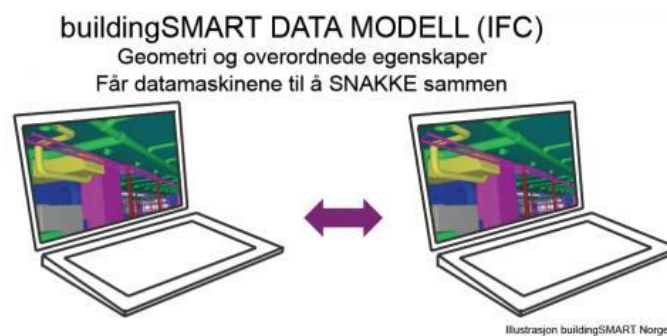 buildingSMART DATA MODELL (IFC)
Geometri og overordnede egenskaper
Får datamaskinene til å SNAKKE sammen
Illustrasjon buildingSMART Norge